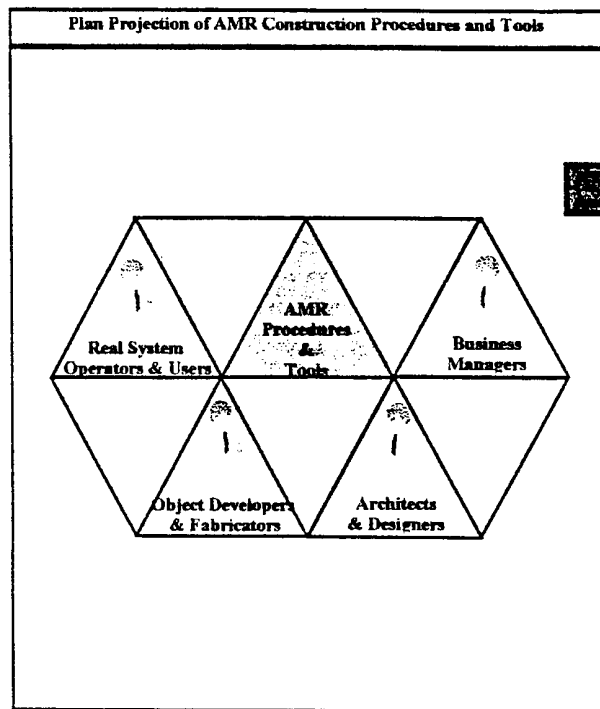 Plan Projection of AMR Construction Procedures and Tools
AMR
Procedures
&
Tools
Real System
Operators & Users
Business
Managers
Object Developers
& Fabricators
Architects
& Designers